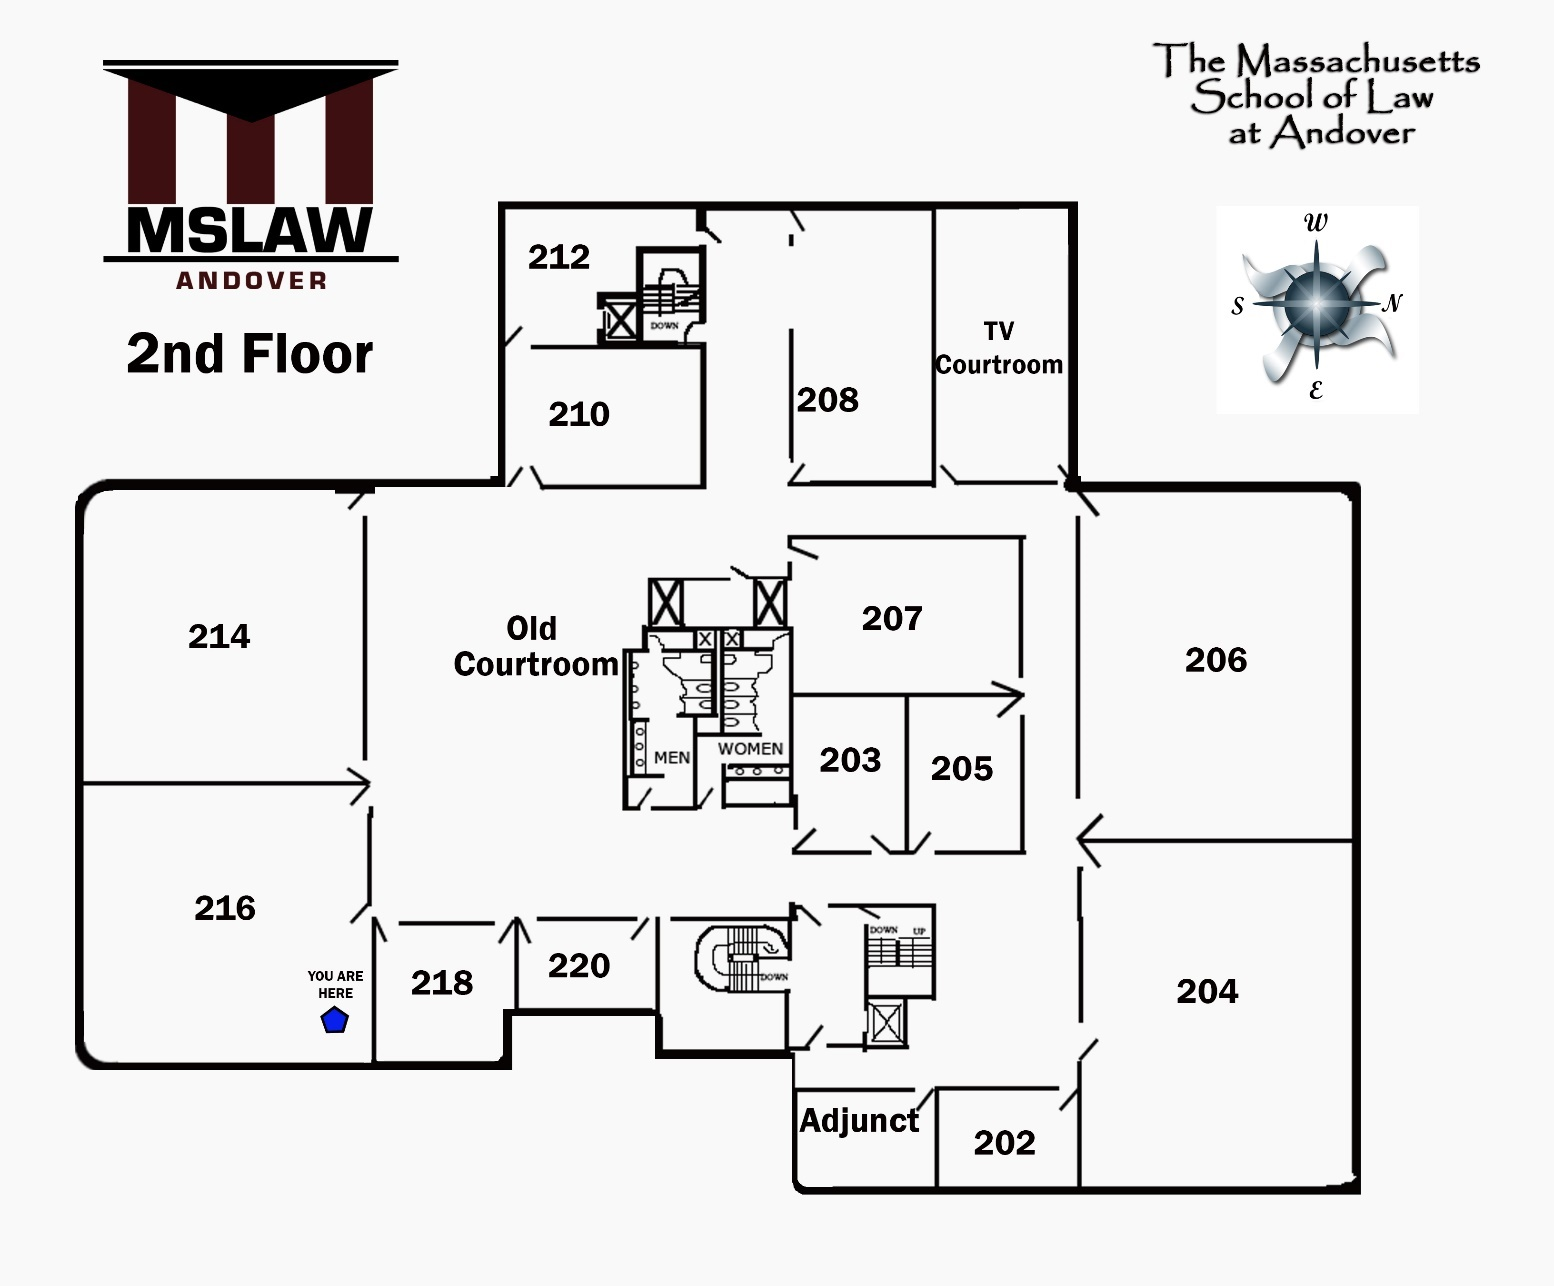 The Massachusetts
School of Law
at Andover
MSLAW
ANDOVER
2nd Floor
W
S
N
E
212
DOWN
TV
Courtroom
208
210
214
Old
Courtroom
207
206
X X
MEN
WOMEN
203
205
216
YOU ARE
HERE
218
220
DOWN
DOWN UP
204
Adjunct
202